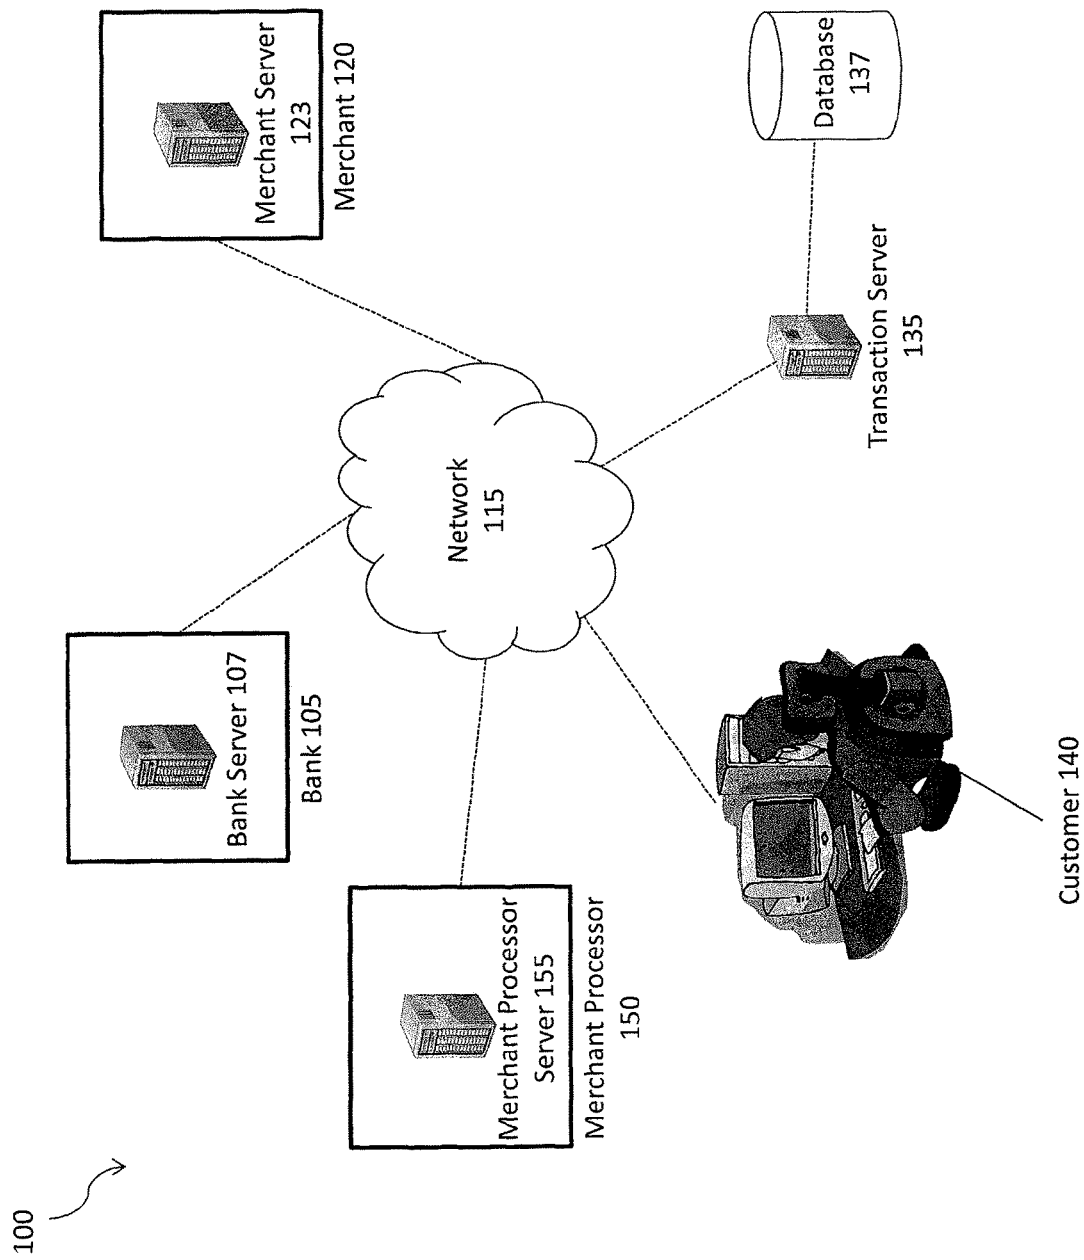 100
Merchant Processor
Server 155
Merchant Processor
150
Bank Server 107
Bank 105
Merchant Server
123
Merchant 120
Network
115
Customer 140
Transaction Server
135
Database
137